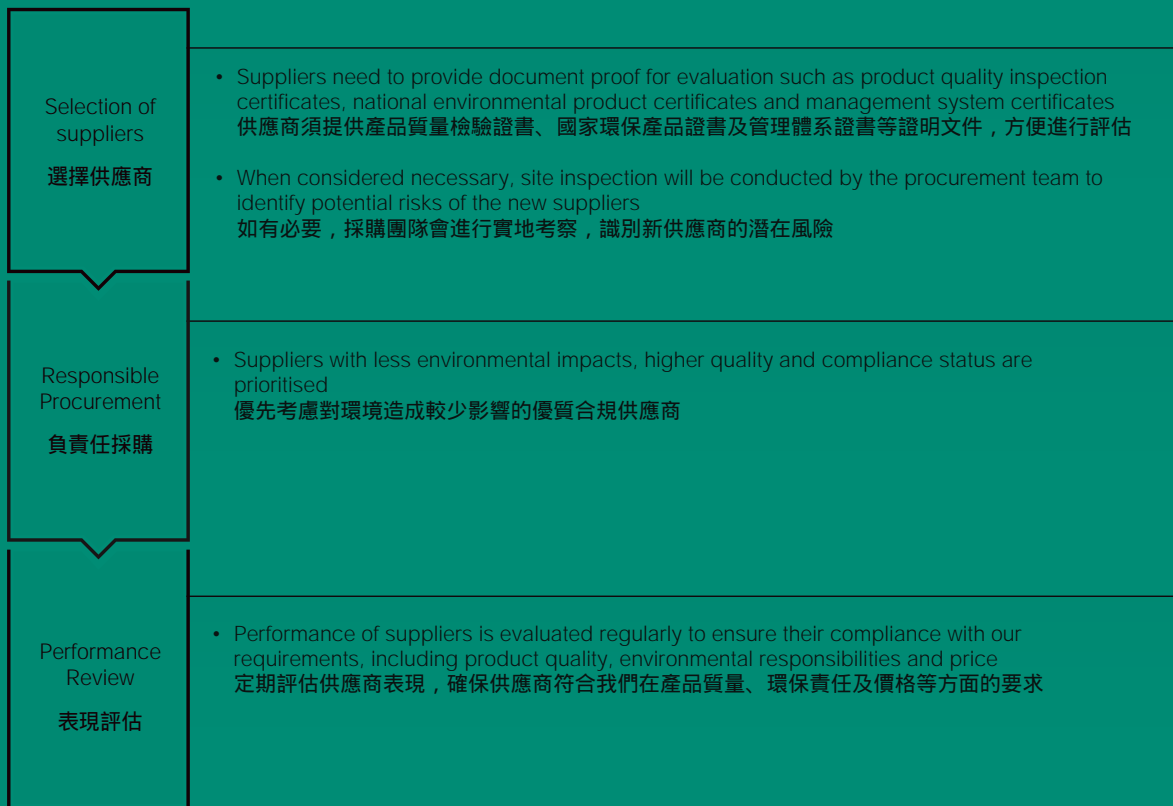 Selection of
suppliers
選擇供應商
• Suppliers need to provide document proof for evaluation such as product quality inspection
certificates, national environmental product certificates and management system certificates
供應商須提供產品質量檢驗證書、國家環保產品證書及管理體系證書等證明文件，方便進行評估
• When considered necessary, site inspection will be conducted by the procurement team to
identify potential risks of the new suppliers
如有必要，採購團隊會進行實地考察，識別新供應商的潛在風險
Responsible
Procurement
負責任採購
• Suppliers with less environmental impacts, higher quality and compliance status are
prioritised
優先考慮對環境造成較少影響的優質合規供應商
Performance
Review
表現評估
• Performance of suppliers is evaluated regularly to ensure their compliance with our
requirements, including product quality, environmental responsibilities and price
定期評估供應商表現，確保供應商符合我們在產品質量、環保責任及價格等方面的要求